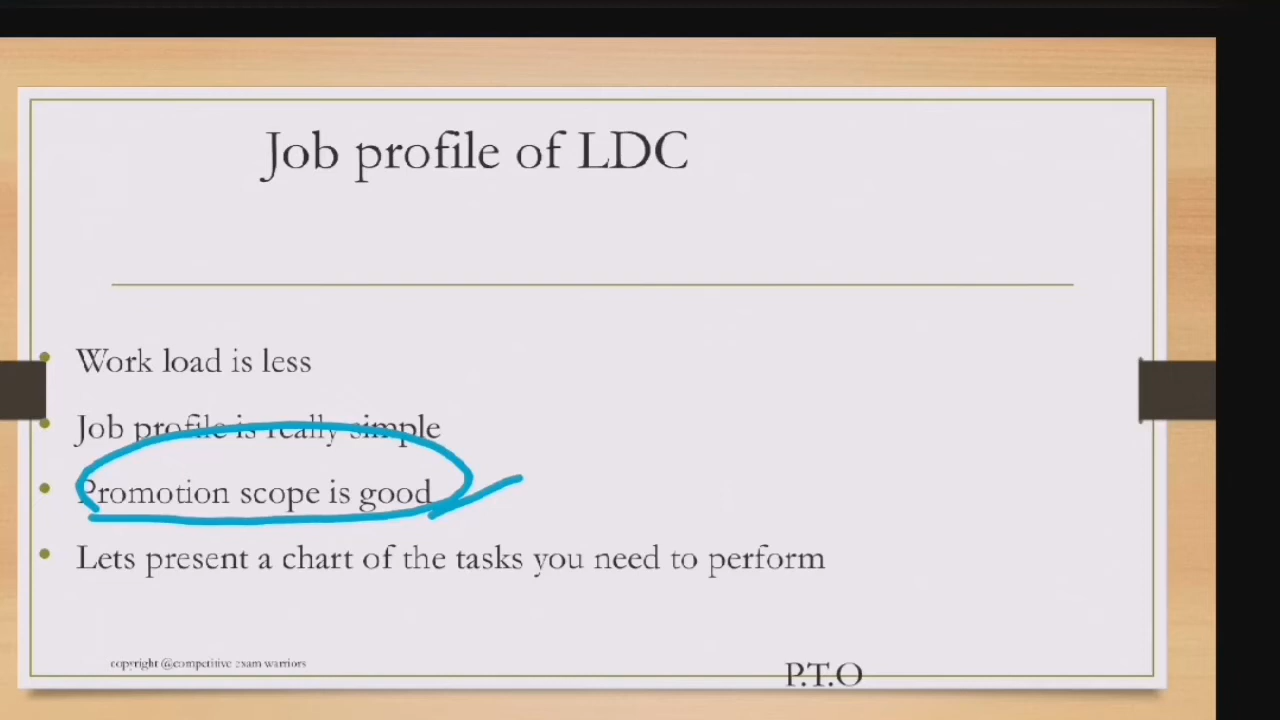 Job profile of LDC
Work load is less
Job profile is really simple
Promotion scope is good
Lets present a chart of the tasks you need to perform
copyright @competitive exam warriors
P.T.O